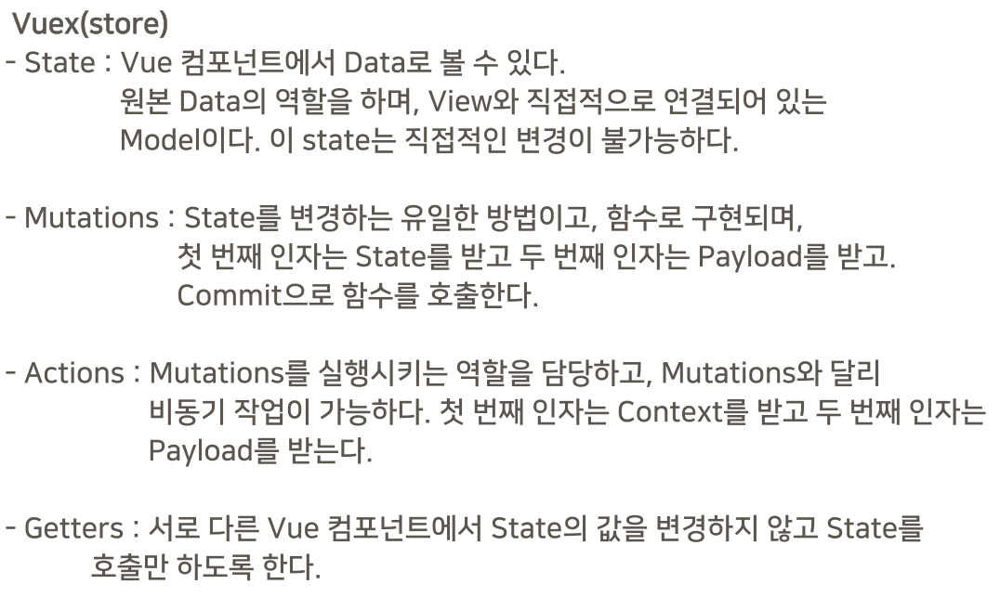 Vuex(store)
- State : Vue 컴포넌트에서 Data로 볼 수 있다.
원본 Data의 역할을 하며, View와 직접적으로 연결되어 있는
Model이다. 이 state는 직접적인 변경이 불가능하다.
- Mutations : State를 변경하는 유일한 방법이고, 함수로 구현되며,
첫 번째 인자는 State를 받고 두 번째 인자는 Payload를 받고.
Commit으로 함수를 호출한다.
- Actions : Mutations를 실행시키는 역할을 담당하고, Mutations와 달리
비동기 작업이 가능하다. 첫 번째 인자는 Context를 받고 두 번째 인자는
Payload를 받는다.
- Getters : 서로 다른 Vue 컴포넌트에서 State의 값을 변경하지 않고 State를
호출만 하도록 한다.